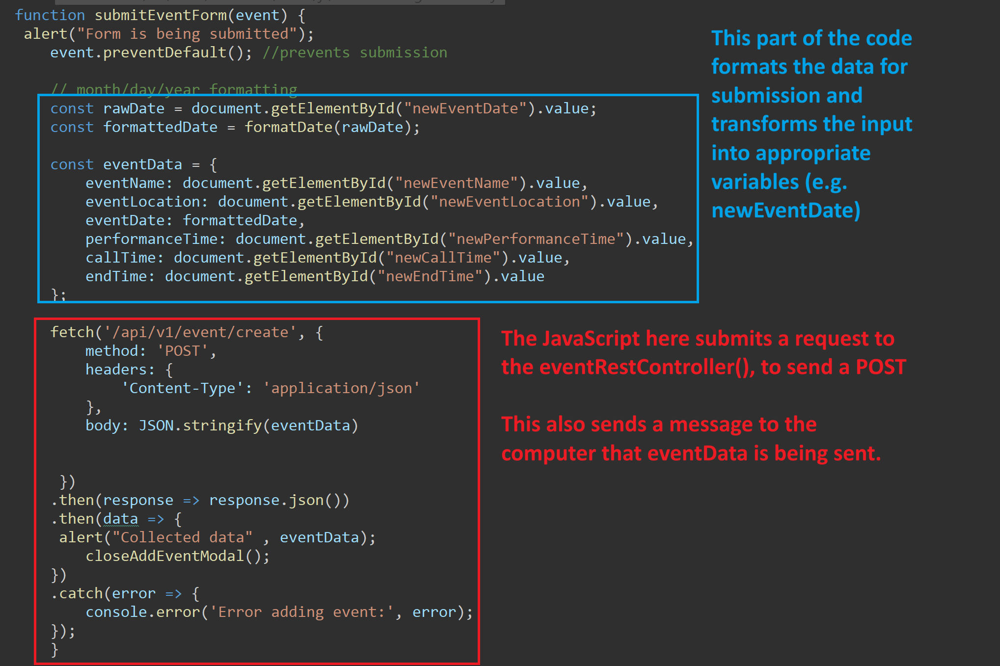 function submitEventForm(event) {
alert("Form is being submitted");
event.preventDefault(); //prevents submission
// month/day/year formatting
const rawDate = document.getElementById("newEventDate").value;
const formattedDate = formatDate(rawDate);
const eventData = {
eventName: document.getElementById("newEventName").value,
eventLocation: document.getElementById("newEventLocation").value,
eventDate: formattedDate,
performanceTime: document.getElementById("newPerformanceTime").value,
callTime: document.getElementById("newCallTime").value,
endTime: document.getElementById("newEndTime").value
};
This part of the code
formats the data for
submission and
transforms the input
into appropriate
variables (e.g.
newEventDate)
fetch('/api/v1/event/create', {
method: 'POST',
headers: {
'Content-Type': 'application/json'
},
body: JSON.stringify(eventData)
})
.then(response => response.json())
.then(data => {
alert("Collected data" , eventData);
closeAddEventModal();
})
.catch(error => {
console.error('Error adding event:', error);
});
}
The JavaScript here submits a request to
the eventRestController(), to send a POST
This also sends a message to the
computer that eventData is being sent.